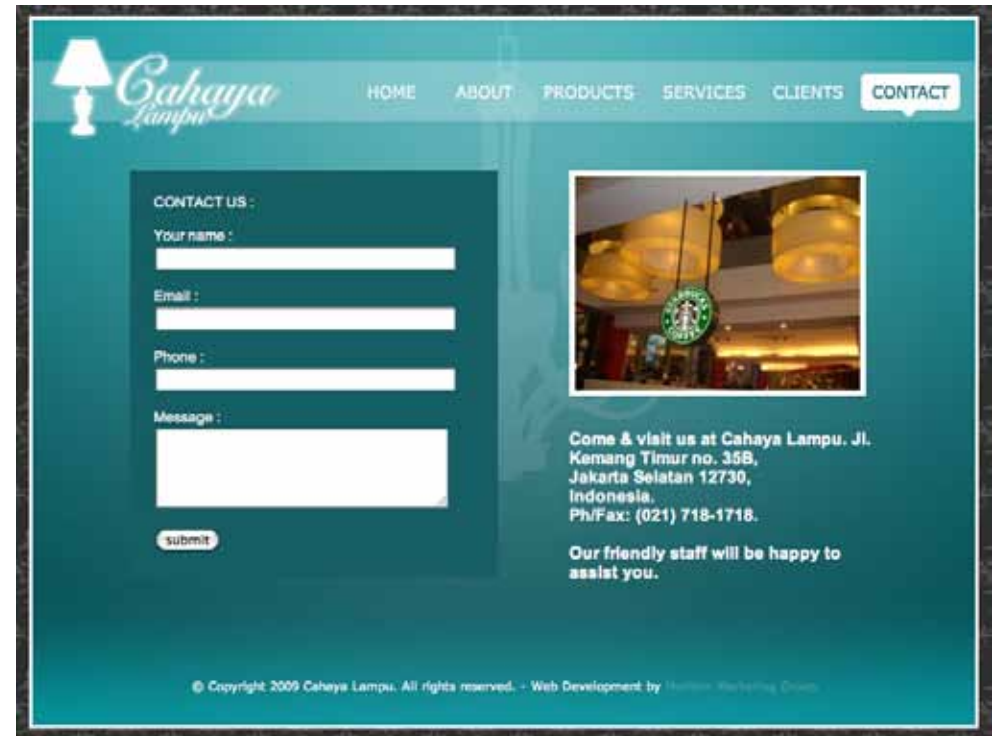 Cahaya
Lampu
HOME ABOUT PRODUCTS SERVICES CLIENTS CONTACT
CONTACT US :
Your name :
Email :
Phone :
Message :
submit
STARBUCKS
COFFEE
Come & visit us at Cahaya Lampu. Jl.
Kemang Timur no. 35B,
Jakarta Selatan 12730,
Indonesia.
Ph/Fax: (021) 718-1718.
Our friendly staff will be happy to
assist you.
© Copyright 2009 Cahaya Lampu. All rights reserved. - Web Development by